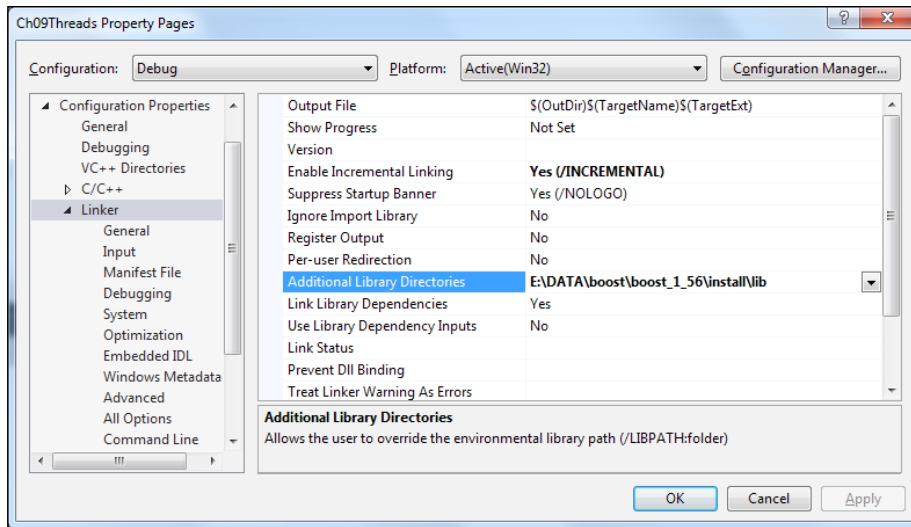 Ch09Threads Property Pages
Configuration: Debug Platform: Active(Win32) Configuration Manager...
Configuration Properties
General
Debugging
VC++ Directories
C/C++
Linker
General
Input
Manifest File
Debugging
System
Optimization
Embedded IDL
Windows Metadata
Advanced
All Options
Command Line
Output File $(OutDir)$(TargetName)$(TargetExt)
Show Progress Not Set
Version
Enable Incremental Linking Yes (/INCREMENTAL)
Suppress Startup Banner Yes (/NOLOGO)
Ignore Import Library No
Register Output No
Per-user Redirection No
Additional Library Directories E:\DATA\boost\boost_1_56\install\lib
Link Library Dependencies Yes
Use Library Dependency Inputs No
Link Status
Prevent Dll Binding
Treat Linker Warning As Errors
Additional Library Directories
Allows the user to override the environmental library path (/LIBPATH:folder)
OK Cancel Apply